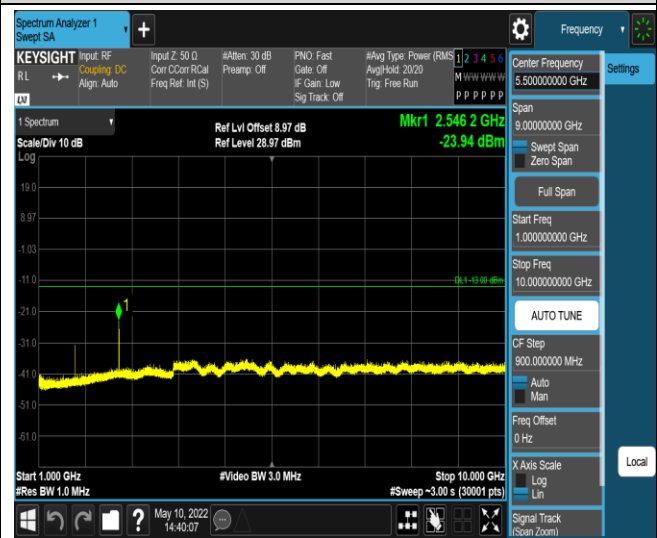 Spectrum Analyzer 1
Swept SA
Frequency
KEYSIGHT
RL
LXI
Input: RF
Coupling: DC
Align: Auto
Input Z: 50 Ω
Corr CCorr RCal
Freq Ref: Int (S)
#Atten: 30 dB
Preamp: Off
PNO: Fast
Gate: Off
IF Gain: Low
Sig Track: Off
#Avg Type: Power (RMS
Avg|Hold: 20/20
Trig: Free Run
1 2 3 4 5 6
M W W W W W
P P P P P P
1 Spectrum
Scale/Div 10 dB
Log
Ref Lvl Offset 8.97 dB
Ref Level 28.97 dBm
Mkr1 2.546 2 GHz
-23.94 dBm
19.0
8.97
-1.03
-11.0
DL1 -13.00 dBm
-21.0
1
-31.0
-41.0
-51.0
-61.0
Start 1.000 GHz
#Res BW 1.0 MHz
#Video BW 3.0 MHz
Stop 10.000 GHz
#Sweep ~3.00 s (30001 pts)
?
May 10, 2022
14:40:07
Center Frequency
5.500000000 GHz
Span
9.00000000 GHz
Swept Span
Zero Span
Full Span
Start Freq
1.000000000 GHz
Stop Freq
10.000000000 GHz
AUTO TUNE
CF Step
900.000000 MHz
Auto
Man
Freq Offset
0 Hz
X Axis Scale
Log
Lin
Signal Track
(Span Zoom)
Settings
Local